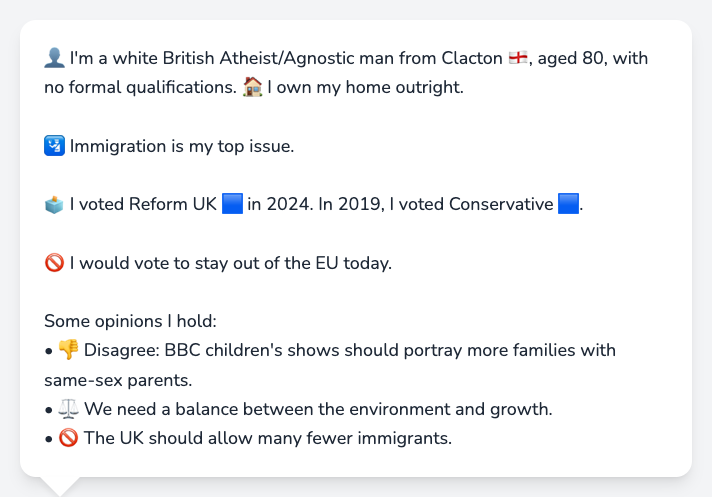 👤 I'm a white British Atheist/Agnostic man from Clacton 🏴󠁧󠁢󠁥󠁮󠁧󠁿, aged 80, with
no formal qualifications. 🏠 I own my home outright.
🛂 Immigration is my top issue.
🗳️ I voted Reform UK 🟦 in 2024. In 2019, I voted Conservative 🟦.
🚫 I would vote to stay out of the EU today.
Some opinions I hold:
• 👎 Disagree: BBC children's shows should portray more families with
same-sex parents.
• ⚖️ We need a balance between the environment and growth.
• 🚫 The UK should allow many fewer immigrants.